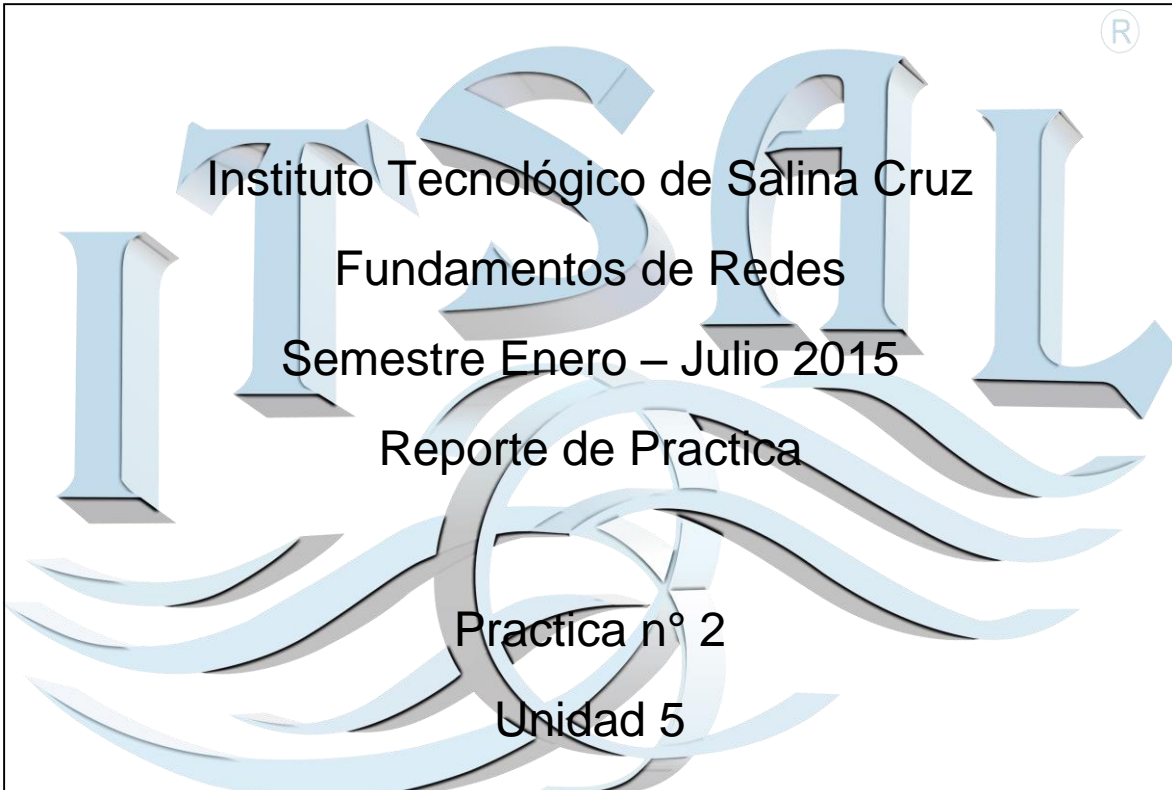 ®
ITSAL
Instituto Tecnológico de Salina Cruz
Fundamentos de Redes
Semestre Enero – Julio 2015
Reporte de Practica
Practica n° 2
Unidad 5